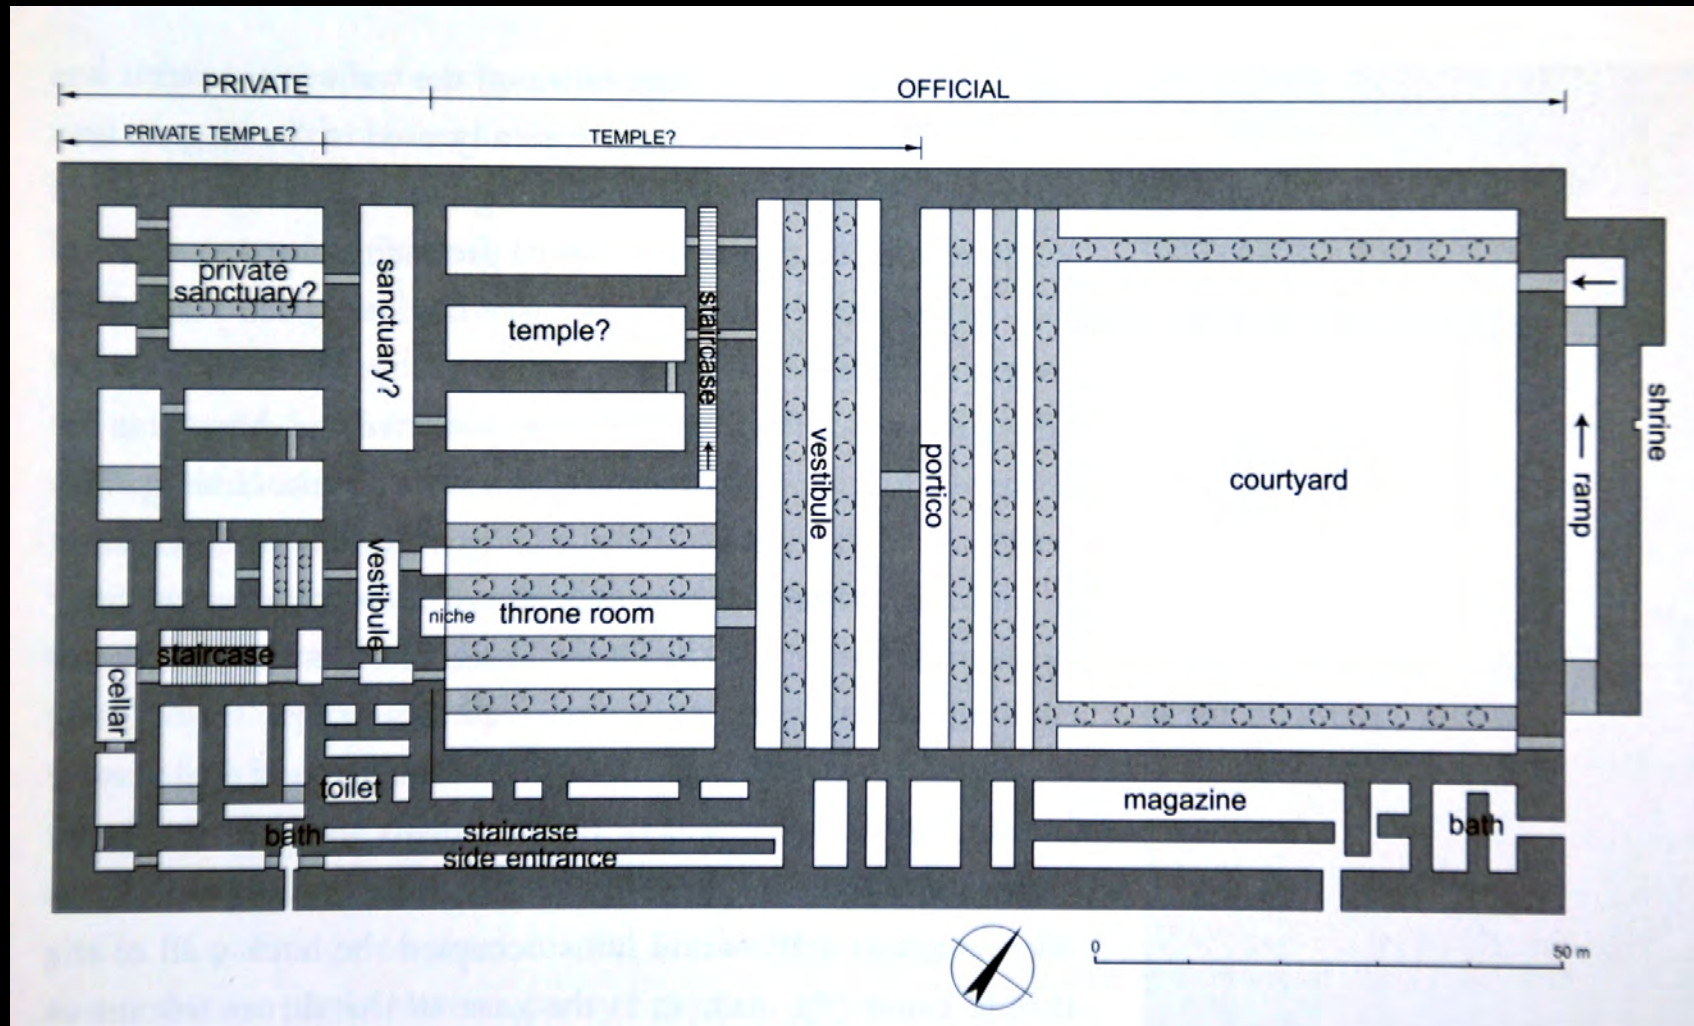 PRIVATE
OFFICIAL
PRIVATE TEMPLE?
TEMPLE?
private
sanctuary?
sanctuary?
temple?
staircase
vestibule
portico
courtyard
shrine
ramp
vestibule
niche
throne room
staircase
cellar
toilet
bath
staircase
side entrance
magazine
bath
0
50 m